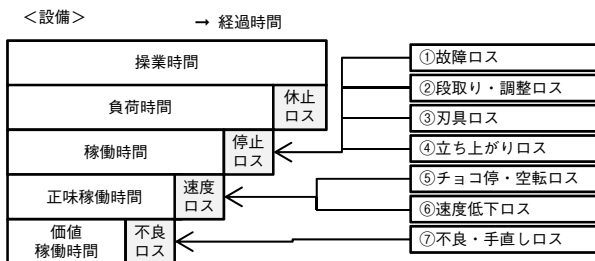 ＜設備＞
→ 経過時間
操業時間
負荷時間
休止
ロス
稼働時間
停止
ロス
正味稼働時間
速度
ロス
価値
稼働時間
不良
ロス
①故障ロス
②段取り・調整ロス
③刃具ロス
④立ち上がりロス
⑤チョコ停・空転ロス
⑥速度低下ロス
⑦不良・手直しロス